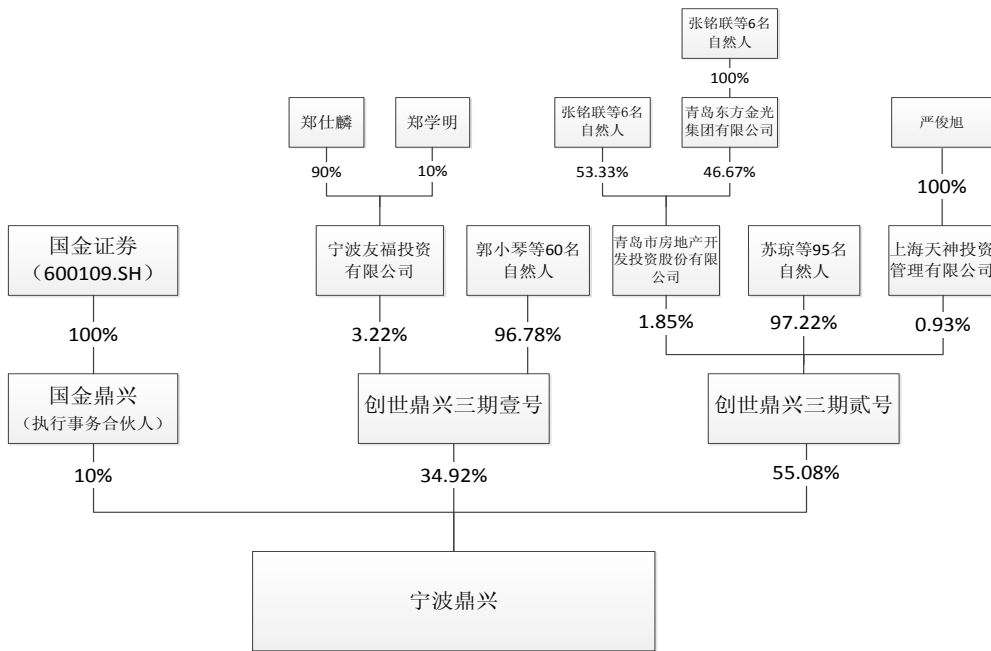 张铭联等6名
自然人
100%
郑仕麟
郑学明
张铭联等6名
自然人
青岛东方金光
集团有限公司
严俊旭
90%
10%
53.33%
46.67%
100%
国金证券
（600109.SH）
宁波友福投资
有限公司
郭小琴等60名
自然人
青岛市房地产开
发投资股份有限
公司
苏琼等95名
自然人
上海天神投资
管理有限公司
100%
3.22%
96.78%
1.85%
97.22%
0.93%
国金鼎兴
（执行事务合伙人）
创世鼎兴三期壹号
创世鼎兴三期贰号
10%
34.92%
55.08%
宁波鼎兴